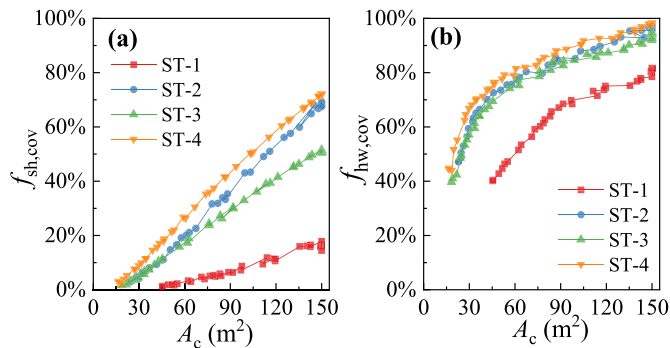 (a)
ST-1
ST-2
ST-3
ST-4
f_sh,cov
100%
80%
60%
40%
20%
0%
0 30 60 90 120 150
A_c (m²)
(b)
ST-1
ST-2
ST-3
ST-4
f_hw,cov
100%
80%
60%
40%
20%
0%
0 30 60 90 120 150
A_c (m²)